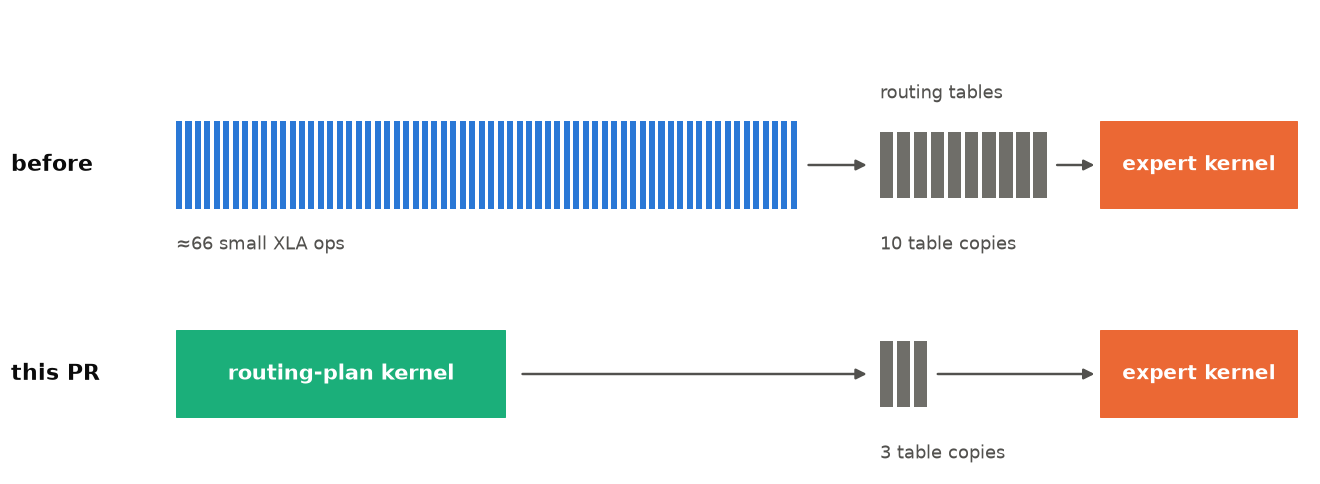 routing tables
before
expert kernel
≈66 small XLA ops
10 table copies
this PR
routing-plan kernel
expert kernel
3 table copies